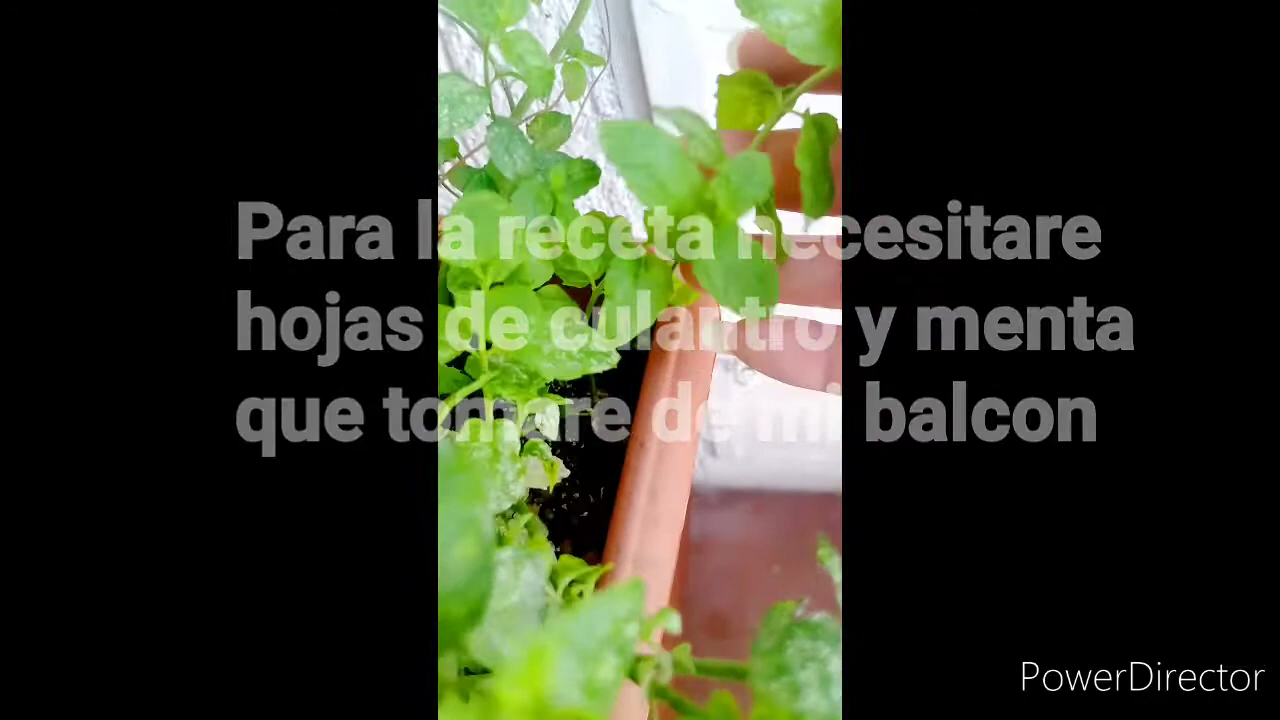 Para la receta necesitare
hojas de culantro y menta
que tomare de mi balcon
PowerDirector